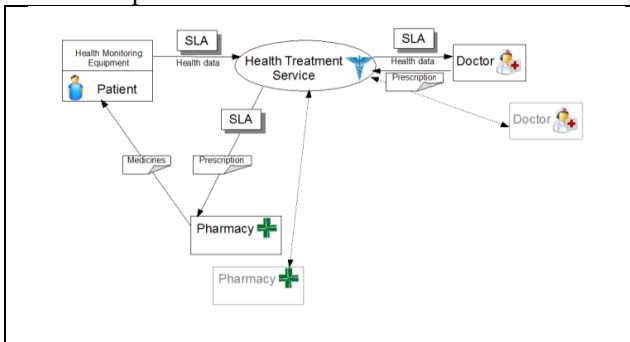 SLA
SLA
Health Monitoring
Equipment
Health data
Health Treatment
Service
Health data
Doctor
Patient
Prescription
SLA
Doctor
Medicines
Prescription
Pharmacy
Pharmacy